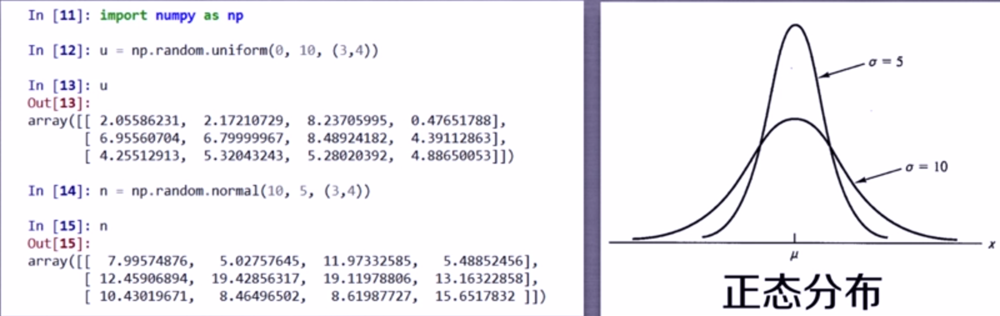 In [11]: import numpy as np
In [12]: u = np.random.uniform(0, 10, (3,4))
In [13]: u
Out[13]:
array([[ 2.05586231, 2.17210729, 8.23705995, 0.47651788],
[ 6.95560704, 6.79999967, 8.48924182, 4.39112863],
[ 4.25512913, 5.32043243, 5.28020392, 4.88650053]])
In [14]: n = np.random.normal(10, 5, (3,4))
In [15]: n
Out[15]:
array([[ 7.99574876, 5.02757645, 11.97332585, 5.48852456],
[ 12.45906894, 19.42856317, 19.11978806, 13.16322858],
[ 10.43019671, 8.46496502, 8.61987727, 15.6517832 ]])
σ = 5
σ = 10
x
μ
正态分布